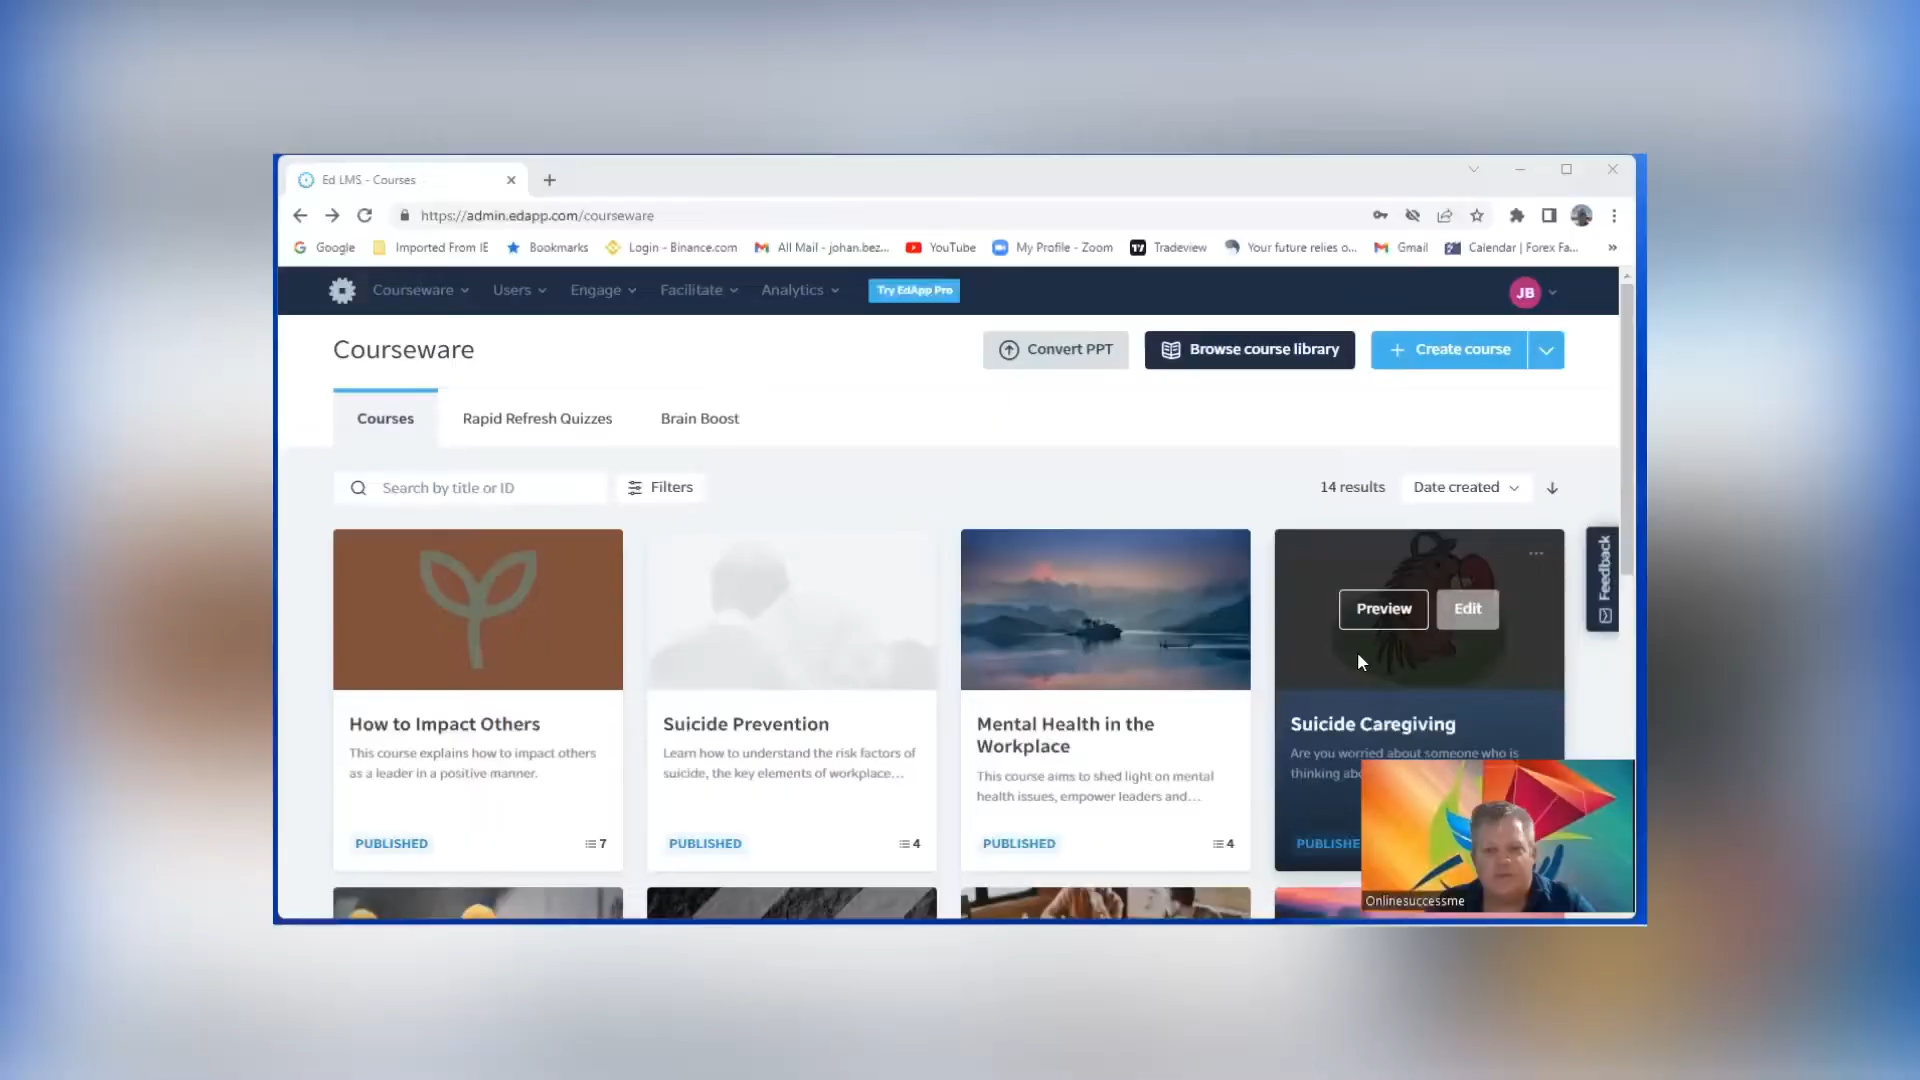 Ed LMS - Courses
https://admin.edapp.com/courseware
Google Imported From IE Bookmarks Login - Binance.com All Mail - johan.bez... YouTube My Profile - Zoom Tradeview Your future relies o... Gmail Calendar | Forex Fa... »
Courseware Users Engage Facilitate Analytics Try EdApp Pro JB
Courseware
Convert PPT Browse course library + Create course
Courses Rapid Refresh Quizzes Brain Boost
Search by title or ID Filters 14 results Date created
Feedback
Preview Edit
How to Impact Others
This course explains how to impact others
as a leader in a positive manner.
PUBLISHED 7
Suicide Prevention
Learn how to understand the risk factors of
suicide, the key elements of workplace...
PUBLISHED 4
Mental Health in the
Workplace
This course aims to shed light on mental
health issues, empower leaders and...
PUBLISHED 4
Suicide Caregiving
Are you worried about someone who is
thinking
Onlinesuccessme